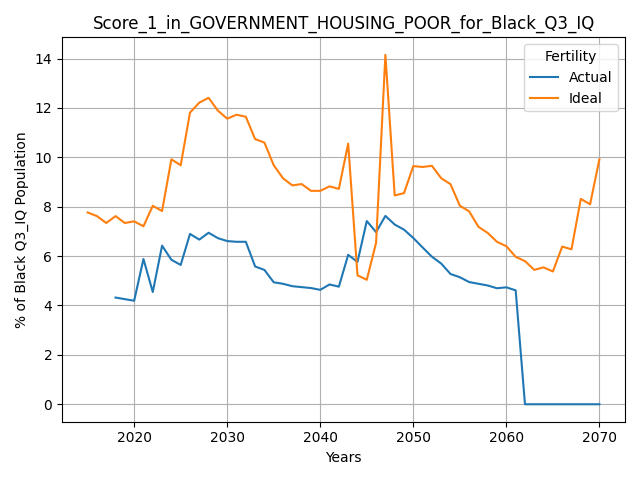 Score_1_in_GOVERNMENT_HOUSING_POOR_for_Black_Q3_IQ
Fertility
Actual
Ideal
14
12
10
8
6
4
2
0
% of Black Q3_IQ Population
2020
2030
2040
2050
2060
2070
Years